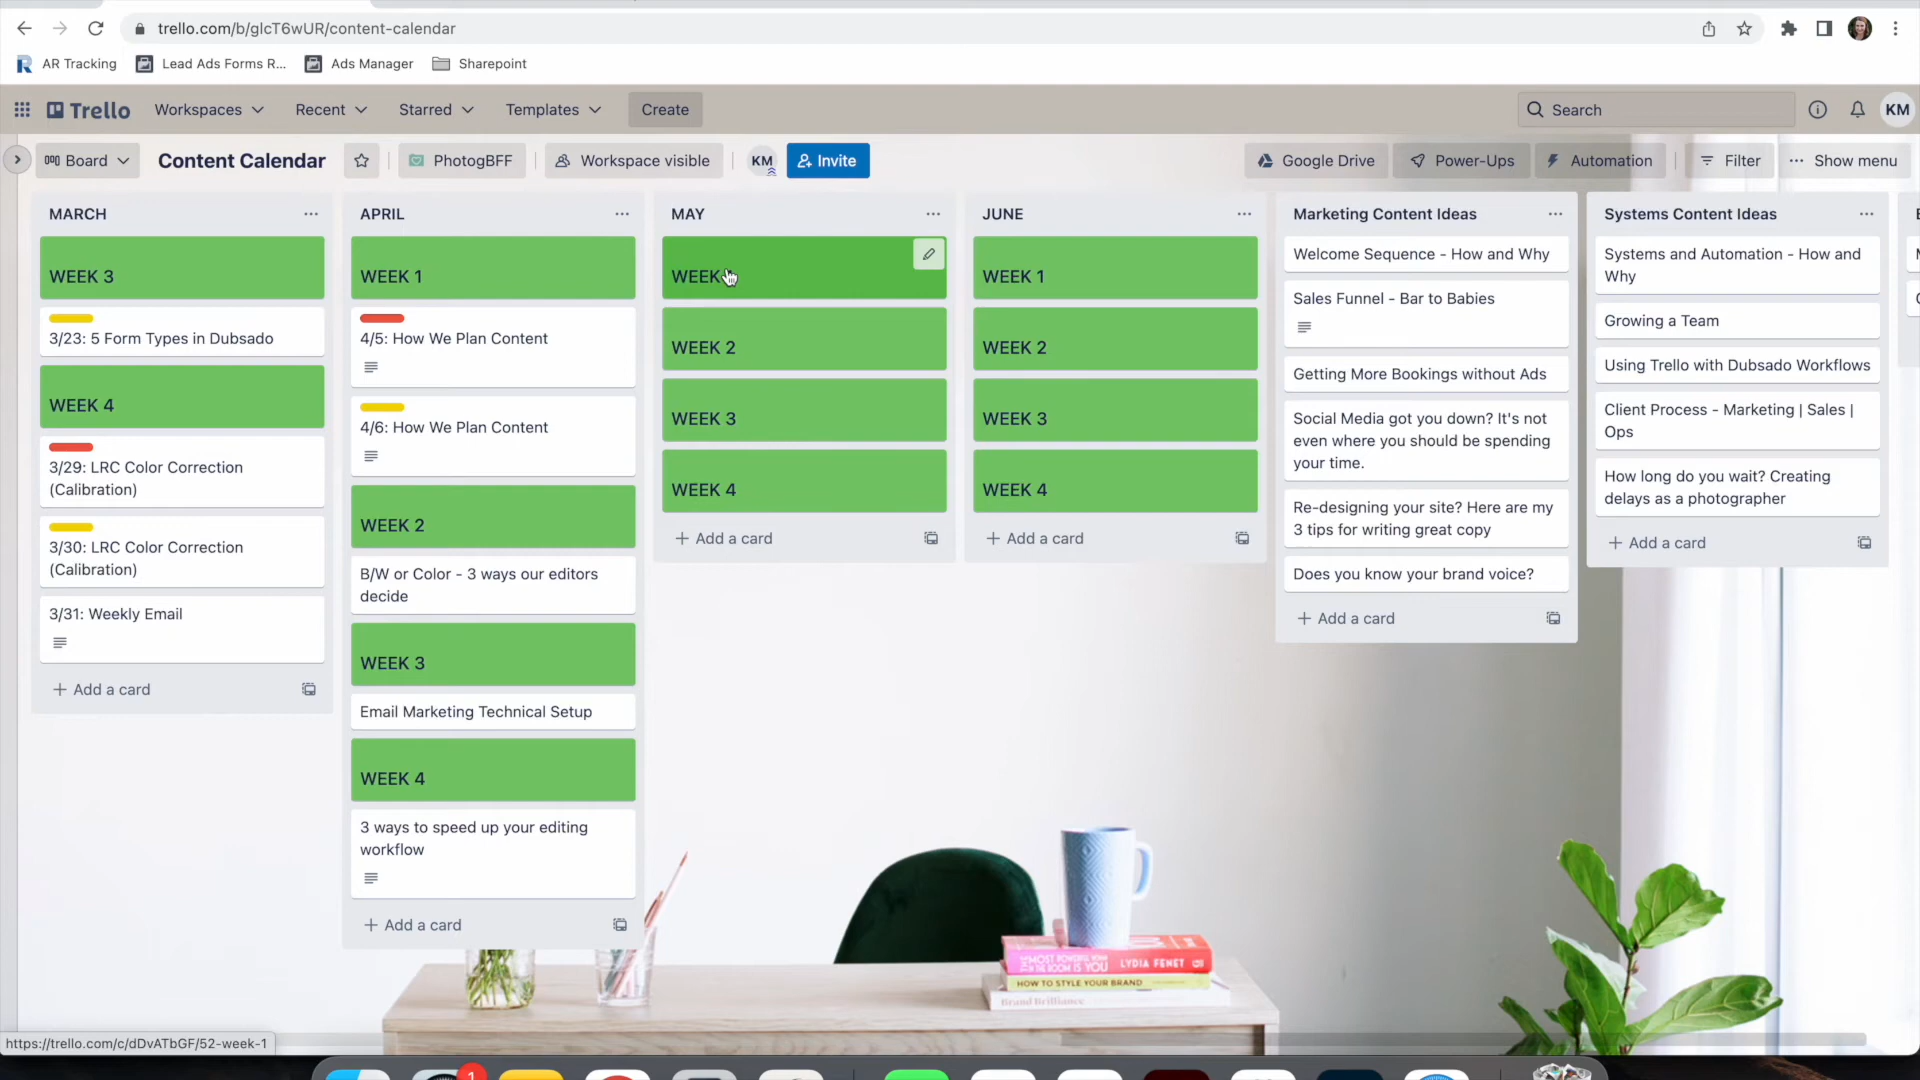 trello.com/b/glcT6wUR/content-calendar
AR Tracking
Lead Ads Forms R...
Ads Manager
Sharepoint
Trello
Workspaces
Recent
Starred
Templates
Create
Search
KM
Board
Content Calendar
PhotogBFF
Workspace visible
KM
Invite
Google Drive
Power-Ups
Automation
Filter
Show menu
MARCH
WEEK 3
3/23: 5 Form Types in Dubsado
WEEK 4
3/29: LRC Color Correction
(Calibration)
3/30: LRC Color Correction
(Calibration)
3/31: Weekly Email
+ Add a card
APRIL
WEEK 1
4/5: How We Plan Content
4/6: How We Plan Content
WEEK 2
B/W or Color - 3 ways our editors
decide
WEEK 3
Email Marketing Technical Setup
WEEK 4
3 ways to speed up your editing
workflow
+ Add a card
MAY
WEEK
WEEK 2
WEEK 3
WEEK 4
+ Add a card
JUNE
WEEK 1
WEEK 2
WEEK 3
WEEK 4
+ Add a card
Marketing Content Ideas
Welcome Sequence - How and Why
Sales Funnel - Bar to Babies
Getting More Bookings without Ads
Social Media got you down? It's not
even where you should be spending
your time.
Re-designing your site? Here are my
3 tips for writing great copy
Does you know your brand voice?
+ Add a card
Systems Content Ideas
Systems and Automation - How and
Why
Growing a Team
Using Trello with Dubsado Workflows
Client Process - Marketing | Sales |
Ops
How long do you wait? Creating
delays as a photographer
+ Add a card
MOST POWERFUL
IN THE ROOM IS YOU
LYDIA FENET
HOW TO STYLE YOUR BRAND
Brand Brilliance
https://trello.com/c/dDvATbGF/52-week-1
1